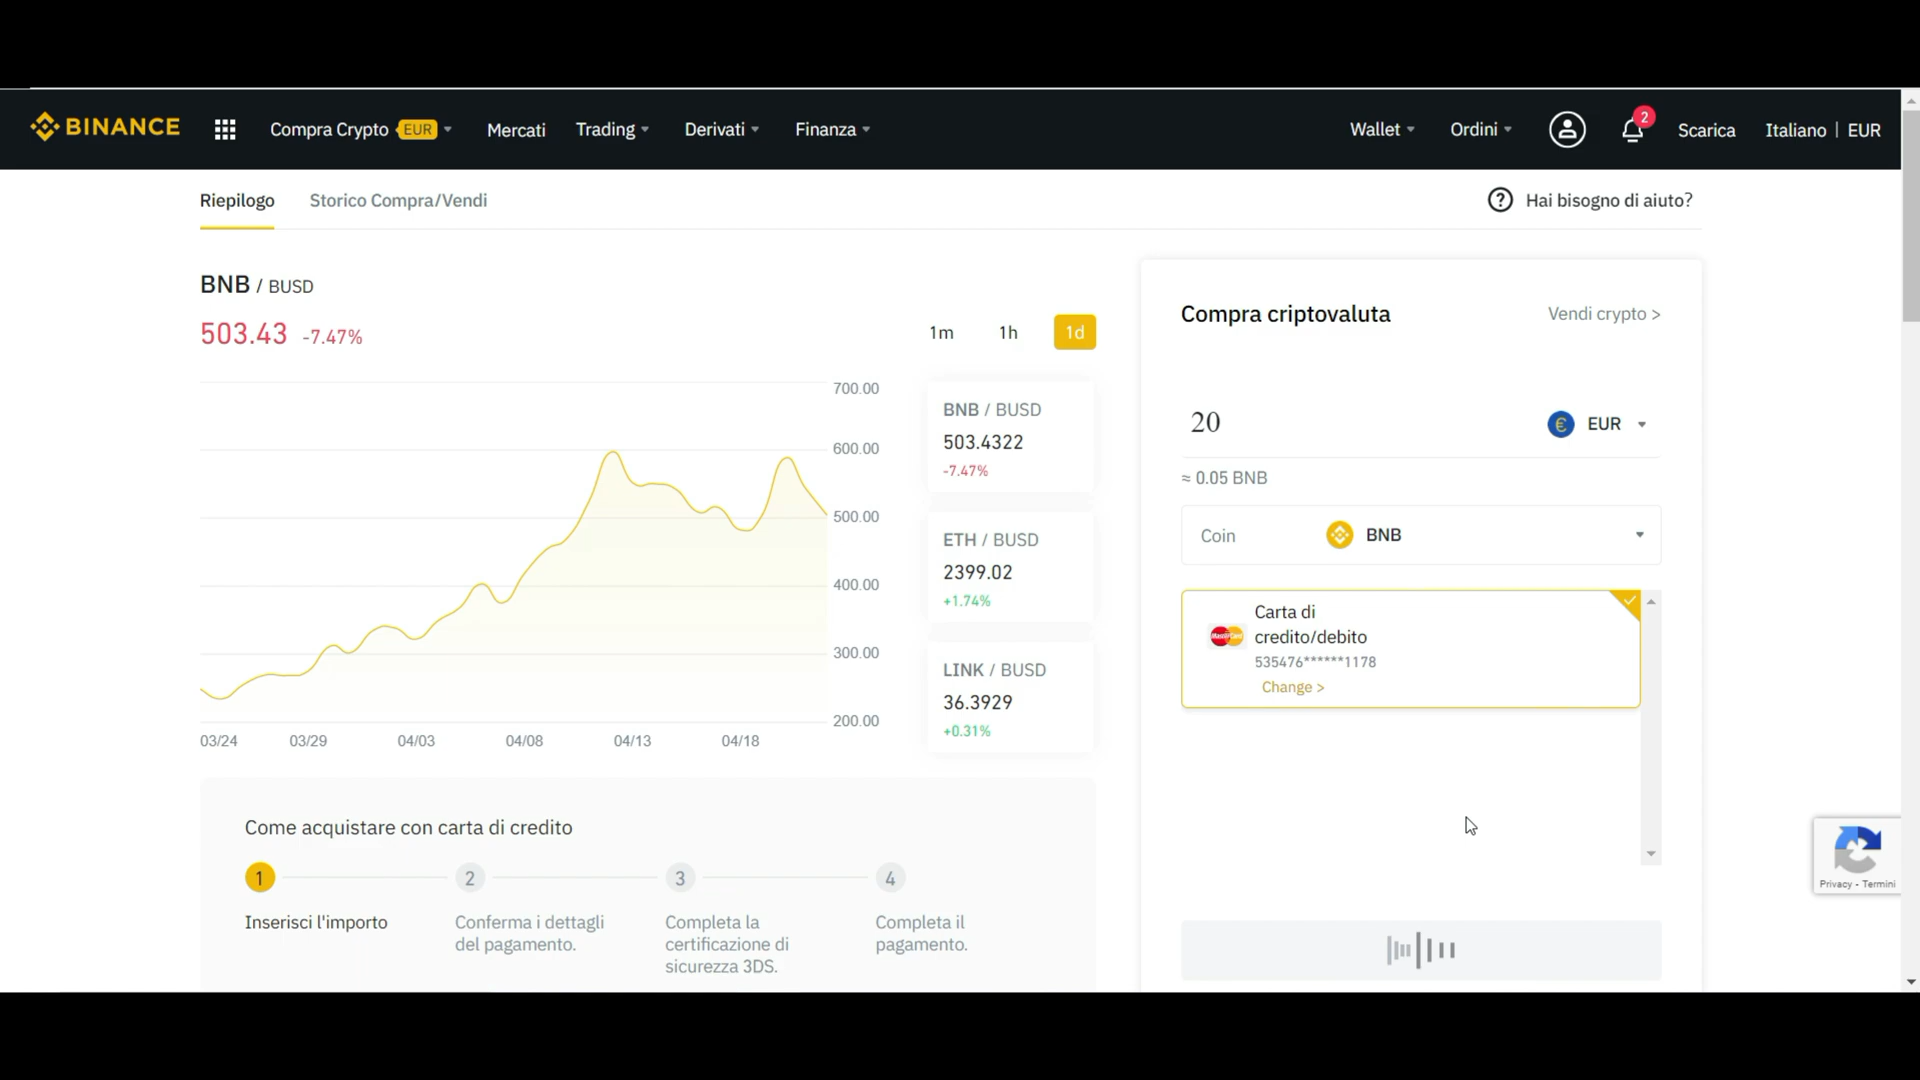 BINANCE
Compra Crypto EUR
Mercati
Trading
Derivati
Finanza
Wallet
Ordini
2
Scarica
Italiano | EUR
Riepilogo
Storico Compra/Vendi
Hai bisogno di aiuto?
BNB / BUSD
503.43 -7.47%
1m
1h
1d
700.00
600.00
500.00
400.00
300.00
200.00
03/24
03/29
04/03
04/08
04/13
04/18
BNB / BUSD
503.4322
-7.47%
ETH / BUSD
2399.02
+1.74%
LINK / BUSD
36.3929
+0.31%
Compra criptovaluta
Vendi crypto >
20
€ EUR
≈ 0.05 BNB
Coin
BNB
MasterCard
Carta di
credito/debito
535476******1178
Change >
Come acquistare con carta di credito
1
Inserisci l'importo
2
Conferma i dettagli
del pagamento.
3
Completa la
certificazione di
sicurezza 3DS.
4
Completa il
pagamento.
Privacy - Termini